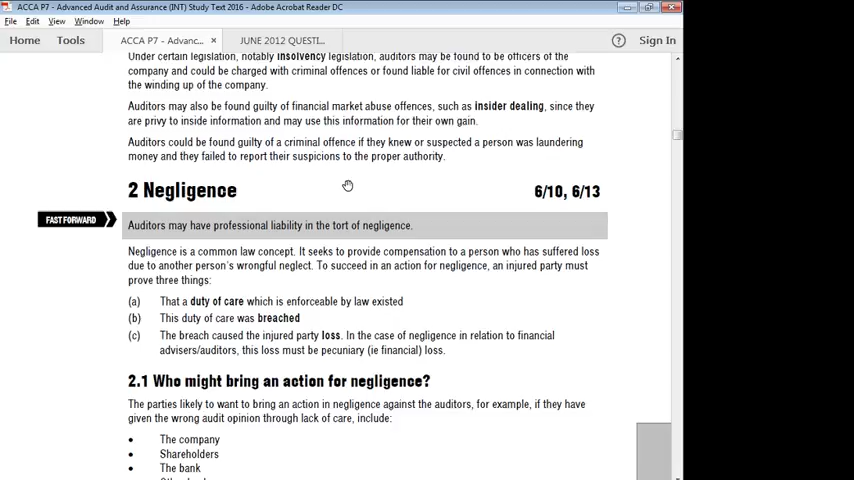 ACCA P7 - Advanced Audit and Assurance (INT) Study Text 2016 - Adobe Acrobat Reader DC
File Edit View Window Help
Home Tools ACCA P7 - Advanc... × JUNE 2012 QUESTI... ? Sign In
Under certain legislation, notably insolvency legislation, auditors may be found to be officers of the
company and could be charged with criminal offences or found liable for civil offences in connection with
the winding up of the company.
Auditors may also be found guilty of financial market abuse offences, such as insider dealing, since they
are privy to inside information and may use this information for their own gain.
Auditors could be found guilty of a criminal offence if they knew or suspected a person was laundering
money and they failed to report their suspicions to the proper authority.
2 Negligence 6/10, 6/13
FAST FORWARD
Auditors may have professional liability in the tort of negligence.
Negligence is a common law concept. It seeks to provide compensation to a person who has suffered loss
due to another person's wrongful neglect. To succeed in an action for negligence, an injured party must
prove three things:
(a) That a duty of care which is enforceable by law existed
(b) This duty of care was breached
(c) The breach caused the injured party loss. In the case of negligence in relation to financial
advisers/auditors, this loss must be pecuniary (ie financial) loss.
2.1 Who might bring an action for negligence?
The parties likely to want to bring an action in negligence against the auditors, for example, if they have
given the wrong audit opinion through lack of care, include:
• The company
• Shareholders
• The bank